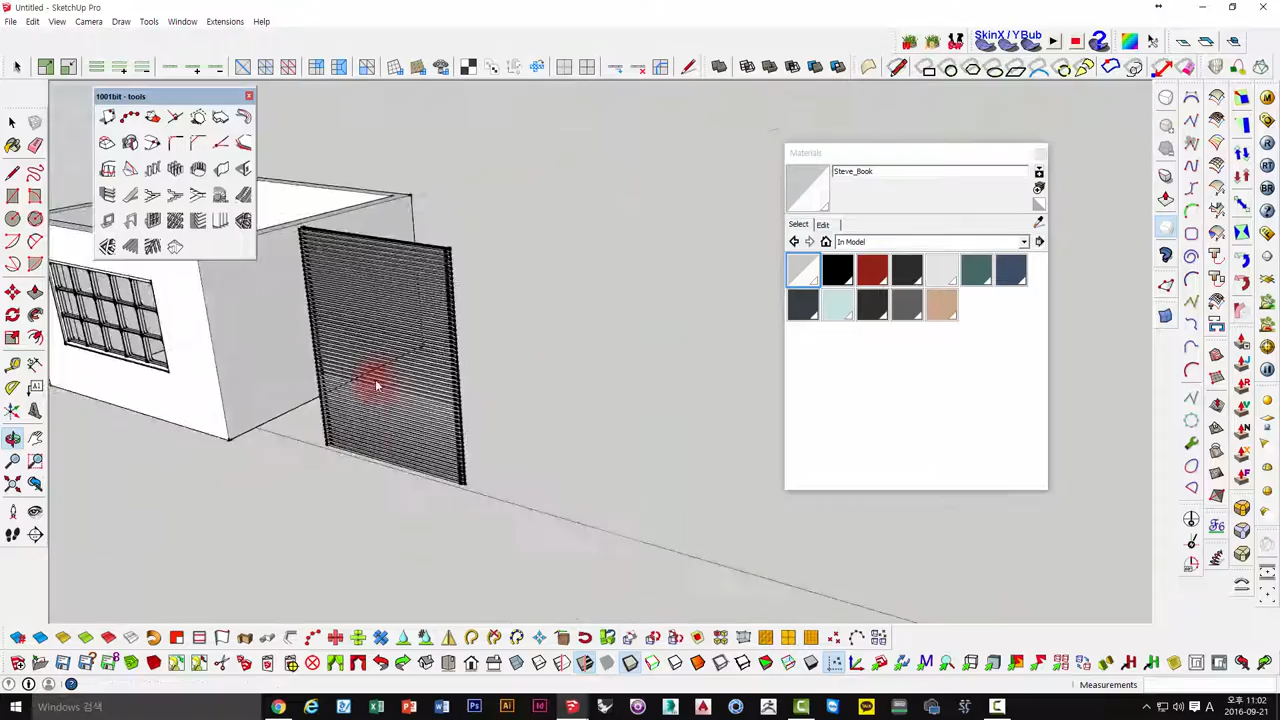 Untitled - SketchUp Pro
File Edit View Camera Draw Tools Window Extensions Help
SkinX / YBub
1001bit - tools
Materials
Steve_Book
Select Edit
In Model
Measurements
Windows 검색
A 오후 11:02
2016-09-21